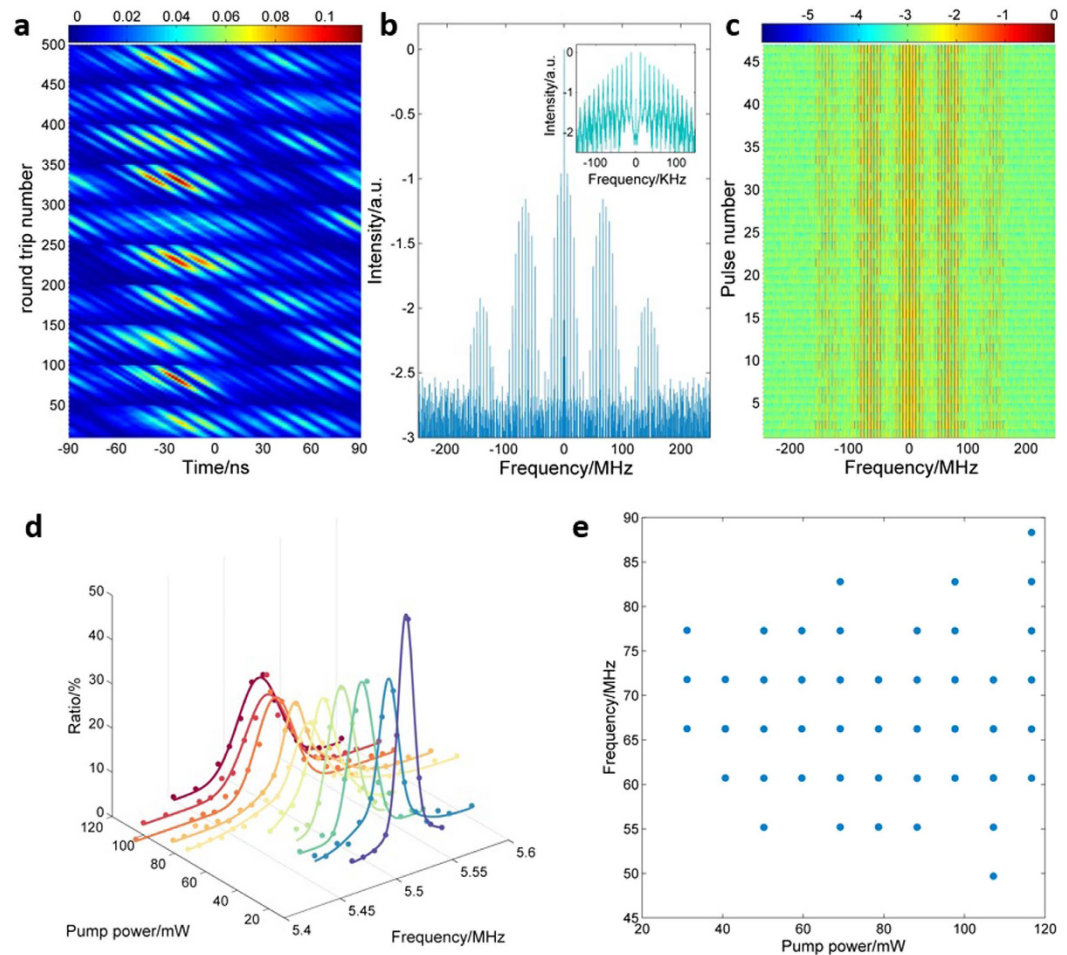 a
0 0.02 0.04 0.06 0.08 0.1
500
450
400
350
300
250
200
150
100
50
round trip number
-90 -60 -30 0 30 60 90
Time/ns
b
0
-0.5
-1
-1.5
-2
-2.5
-3
Intensity/a.u.
-200 -100 0 100 200
Frequency/MHz
0
-1
-2
Intensity/a.u.
-100 0 100
Frequency/KHz
c
-5 -4 -3 -2 -1 0
45
40
35
30
25
20
15
10
5
Pulse number
-200 -100 0 100 200
Frequency/MHz
d
50
40
30
20
10
0
Ratio/%
120
100
80
60
40
20
Pump power/mW
5.4
5.45
5.5
5.55
5.6
Frequency/MHz
e
90
85
80
75
70
65
60
55
50
45
Frequency/MHz
20 40 60 80 100 120
Pump power/mW